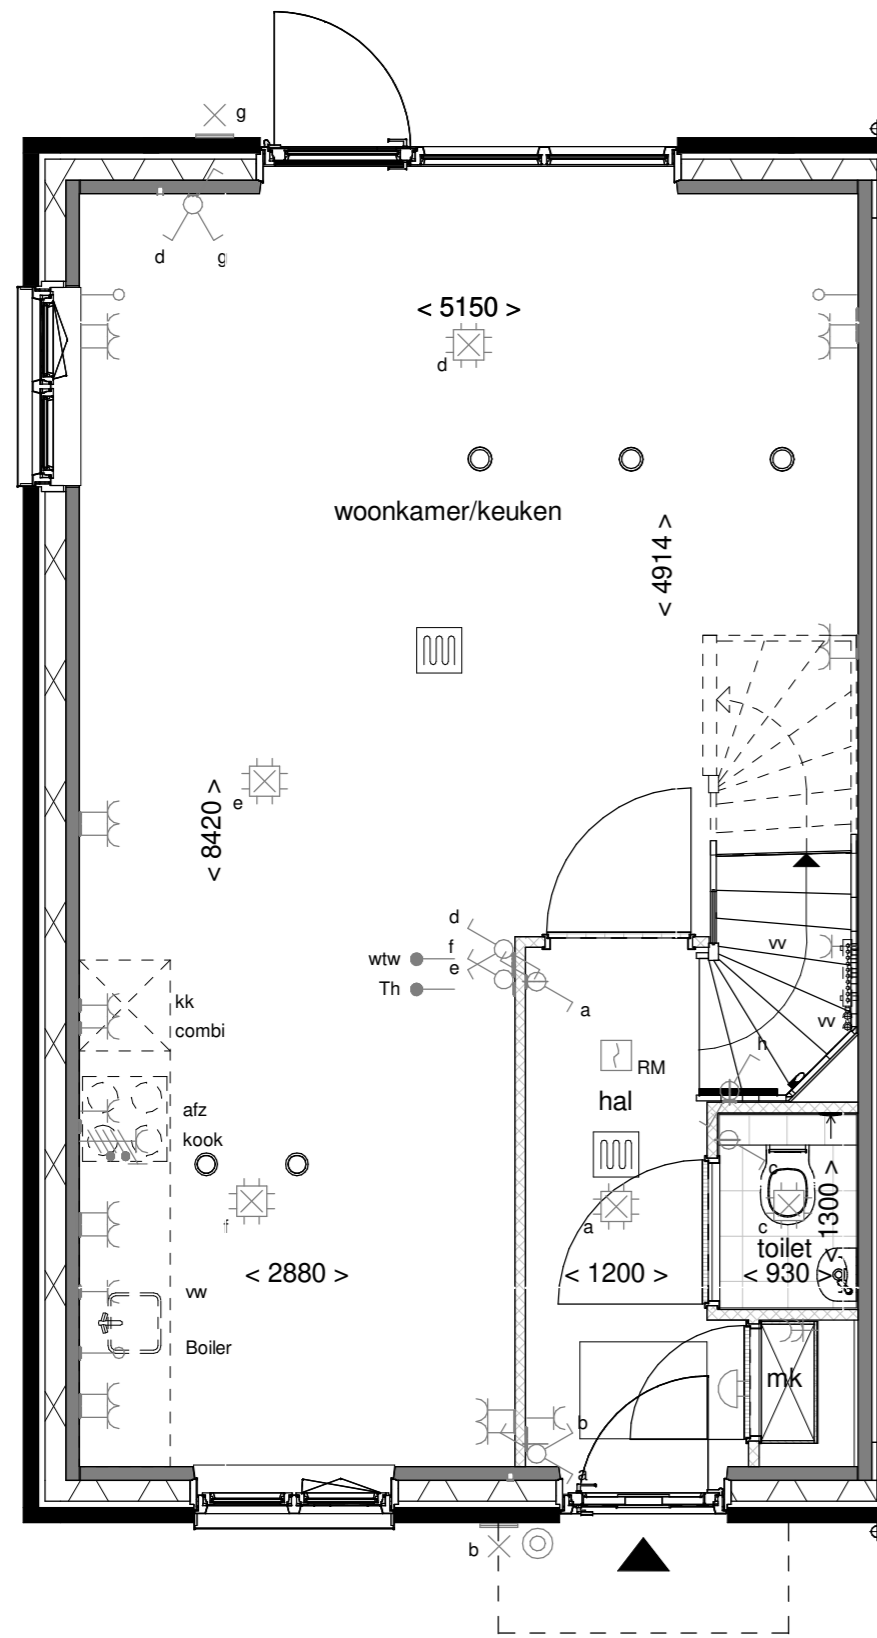 g
d
g
< 5150 >
d
woonkamer/keuken
< 4914 >
e
< 8420 >
d
f
wtw
e
vv
Th
a
kk
combi
vv
h
RM
hal
afz
kook
c
a
c
f
toilet
< 1300 >
< 2880 >
< 1200 >
< 930 >
vw
Boiler
mk
b
a
b